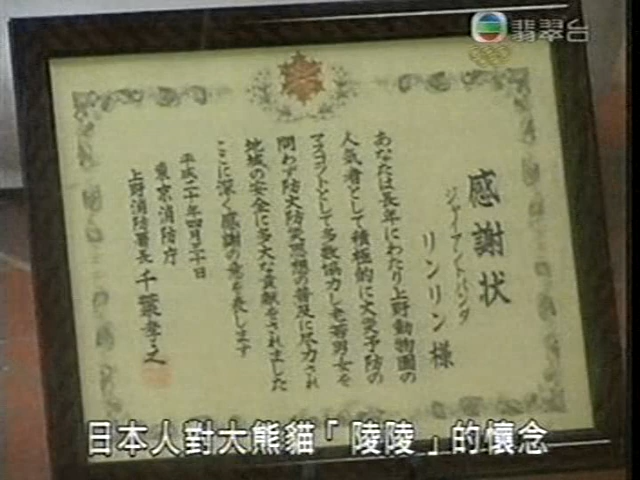 翡翠台
感謝状
ジャイアントパンダ
リンリン様
あなたは長年にわたり上野動物園の
人気者として積極的に火災予防の
マスコットとして多数協力し老若男女を
問わず防火防災思想の普及に尽力され
地域の安全に多大な貢献をされました
ここに深く感謝の意を表します
平成二十年四月
東京消防庁
上野消防署長 千葉孝之
日本人對大熊貓「陵陵」的懷念